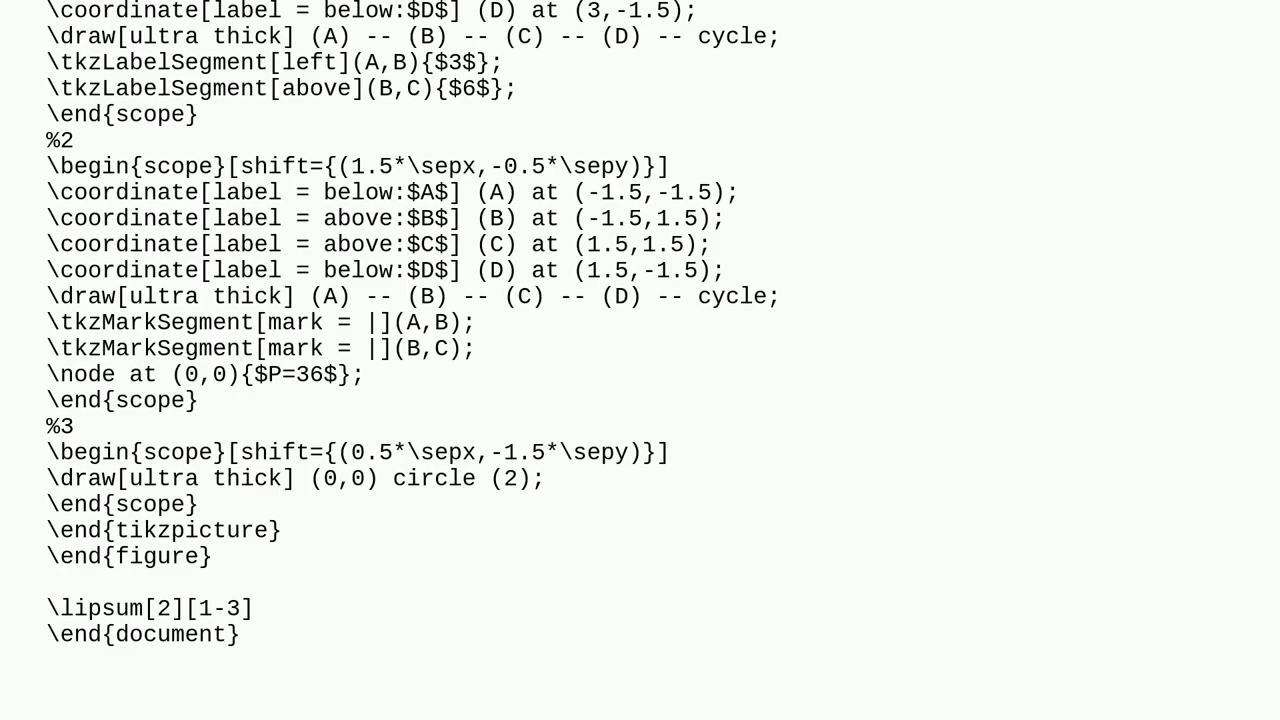 \coordinate[label = below:$D$] (D) at (3,-1.5);
\draw[ultra thick] (A) -- (B) -- (C) -- (D) -- cycle;
\tkzLabelSegment[left](A,B){$3$};
\tkzLabelSegment[above](B,C){$6$};
\end{scope}
%2
\begin{scope}[shift={(1.5*\sepx,-0.5*\sepy)}]
\coordinate[label = below:$A$] (A) at (-1.5,-1.5);
\coordinate[label = above:$B$] (B) at (-1.5,1.5);
\coordinate[label = above:$C$] (C) at (1.5,1.5);
\coordinate[label = below:$D$] (D) at (1.5,-1.5);
\draw[ultra thick] (A) -- (B) -- (C) -- (D) -- cycle;
\tkzMarkSegment[mark = |](A,B);
\tkzMarkSegment[mark = |](B,C);
\node at (0,0){$P=36$};
\end{scope}
%3
\begin{scope}[shift={(0.5*\sepx,-1.5*\sepy)}]
\draw[ultra thick] (0,0) circle (2);
\end{scope}
\end{tikzpicture}
\end{figure}

\lipsum[2][1-3]
\end{document}